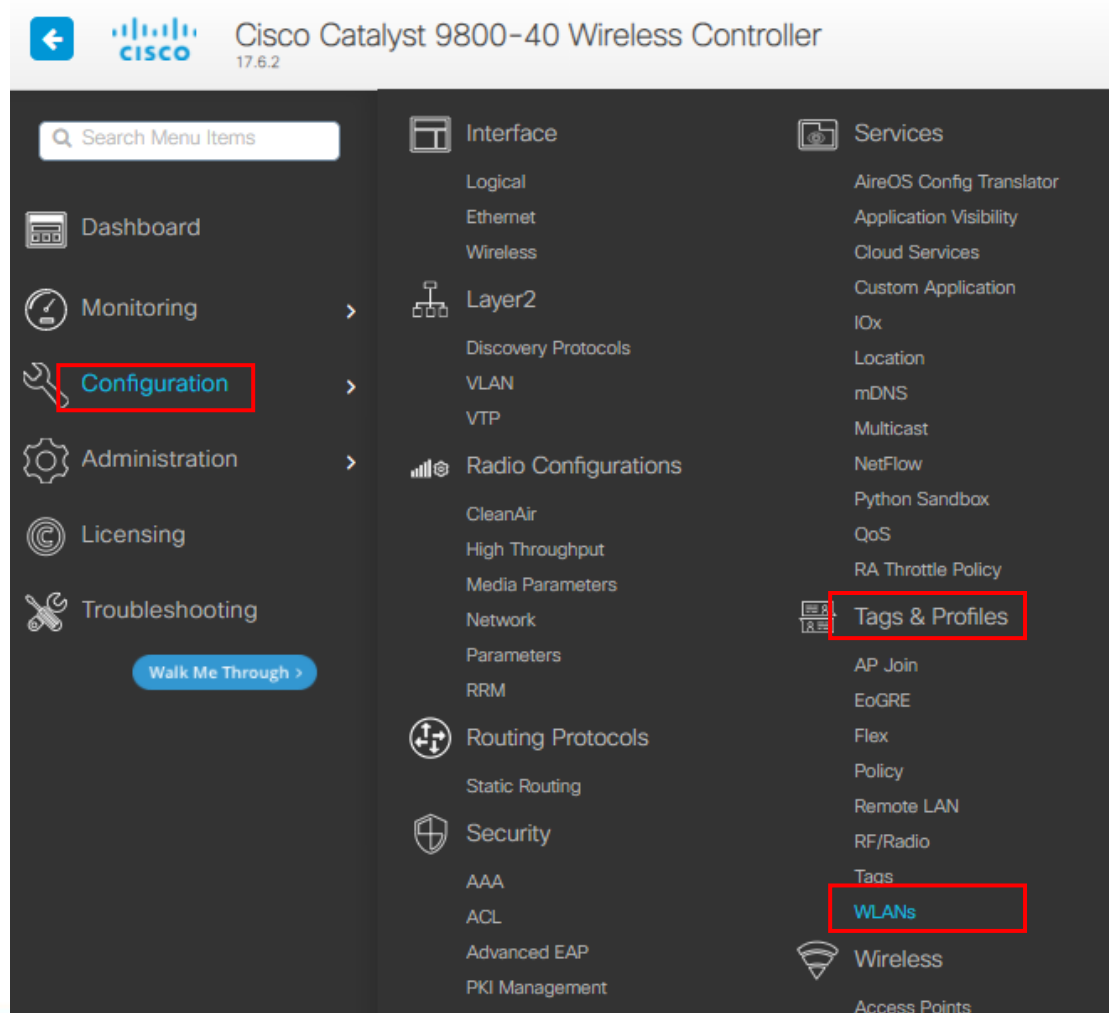 CISCO
Cisco Catalyst 9800-40 Wireless Controller
17.6.2
Search Menu Items
Dashboard
Monitoring
Configuration
Administration
Licensing
Troubleshooting
Walk Me Through >
Interface
Logical
Ethernet
Wireless
Layer2
Discovery Protocols
VLAN
VTP
Radio Configurations
CleanAir
High Throughput
Media Parameters
Network
Parameters
RRM
Routing Protocols
Static Routing
Security
AAA
ACL
Advanced EAP
PKI Management
Services
AireOS Config Translator
Application Visibility
Cloud Services
Custom Application
IOx
Location
mDNS
Multicast
NetFlow
Python Sandbox
QoS
RA Throttle Policy
Tags & Profiles
AP Join
EoGRE
Flex
Policy
Remote LAN
RF/Radio
Tags
WLANs
Wireless
Access Points